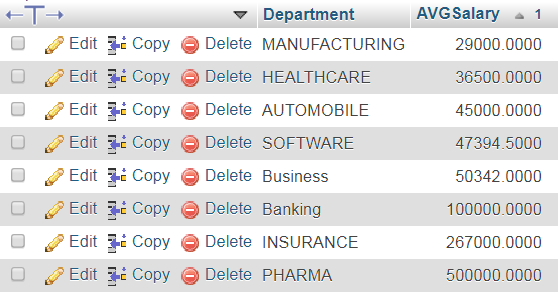 Department AVGSalary 1
Edit Copy Delete MANUFACTURING 29000.0000
Edit Copy Delete HEALTHCARE 36500.0000
Edit Copy Delete AUTOMOBILE 45000.0000
Edit Copy Delete SOFTWARE 47394.5000
Edit Copy Delete Business 50342.0000
Edit Copy Delete Banking 100000.0000
Edit Copy Delete INSURANCE 267000.0000
Edit Copy Delete PHARMA 500000.0000